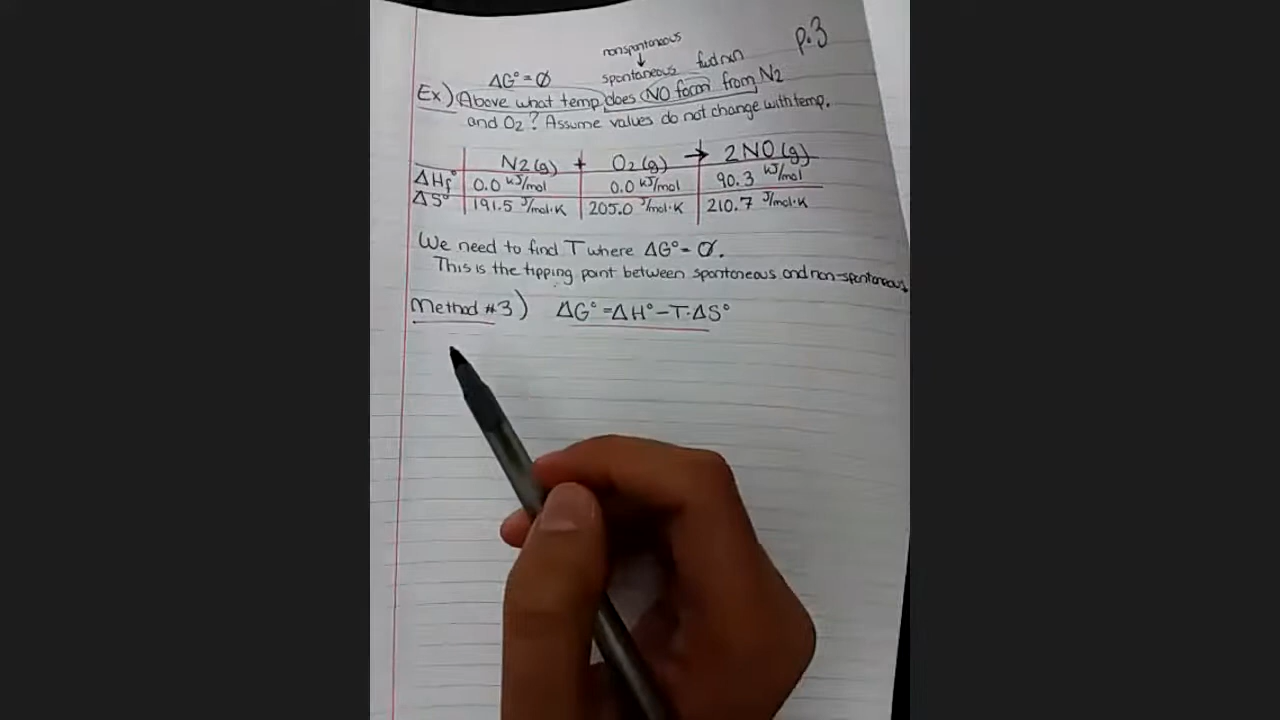 p.3
nonspontaneous
↓
ΔG° = 0 spontaneous fwd rxn
Ex) Above what temp does NO form from N2
and O2? Assume values do not change with temp.
N2(g) + O2(g) → 2NO(g)
ΔHf° 0.0 kJ/mol 0.0 kJ/mol 90.3 kJ/mol
ΔS° 191.5 J/mol·K 205.0 J/mol·K 210.7 J/mol·K
We need to find T where ΔG° = 0.
This is the tipping point between spontaneous and non-spontaneous.
Method #3) ΔG° = ΔH° - T·ΔS°